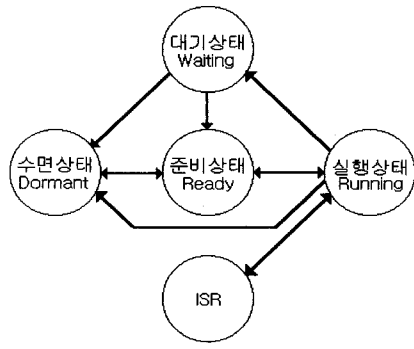 대기상태
Waiting
수면상태
Dormant
준비상태
Ready
실행상태
Running
ISR